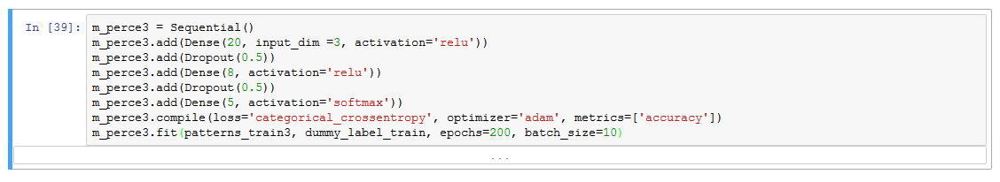 In [39]: m_perce3 = Sequential()
m_perce3.add(Dense(20, input_dim =3, activation='relu'))
m_perce3.add(Dropout(0.5))
m_perce3.add(Dense(8, activation='relu'))
m_perce3.add(Dropout(0.5))
m_perce3.add(Dense(5, activation='softmax'))
m_perce3.compile(loss='categorical_crossentropy', optimizer='adam', metrics=['accuracy'])
m_perce3.fit(patterns_train3, dummy_label_train, epochs=200, batch_size=10)
...